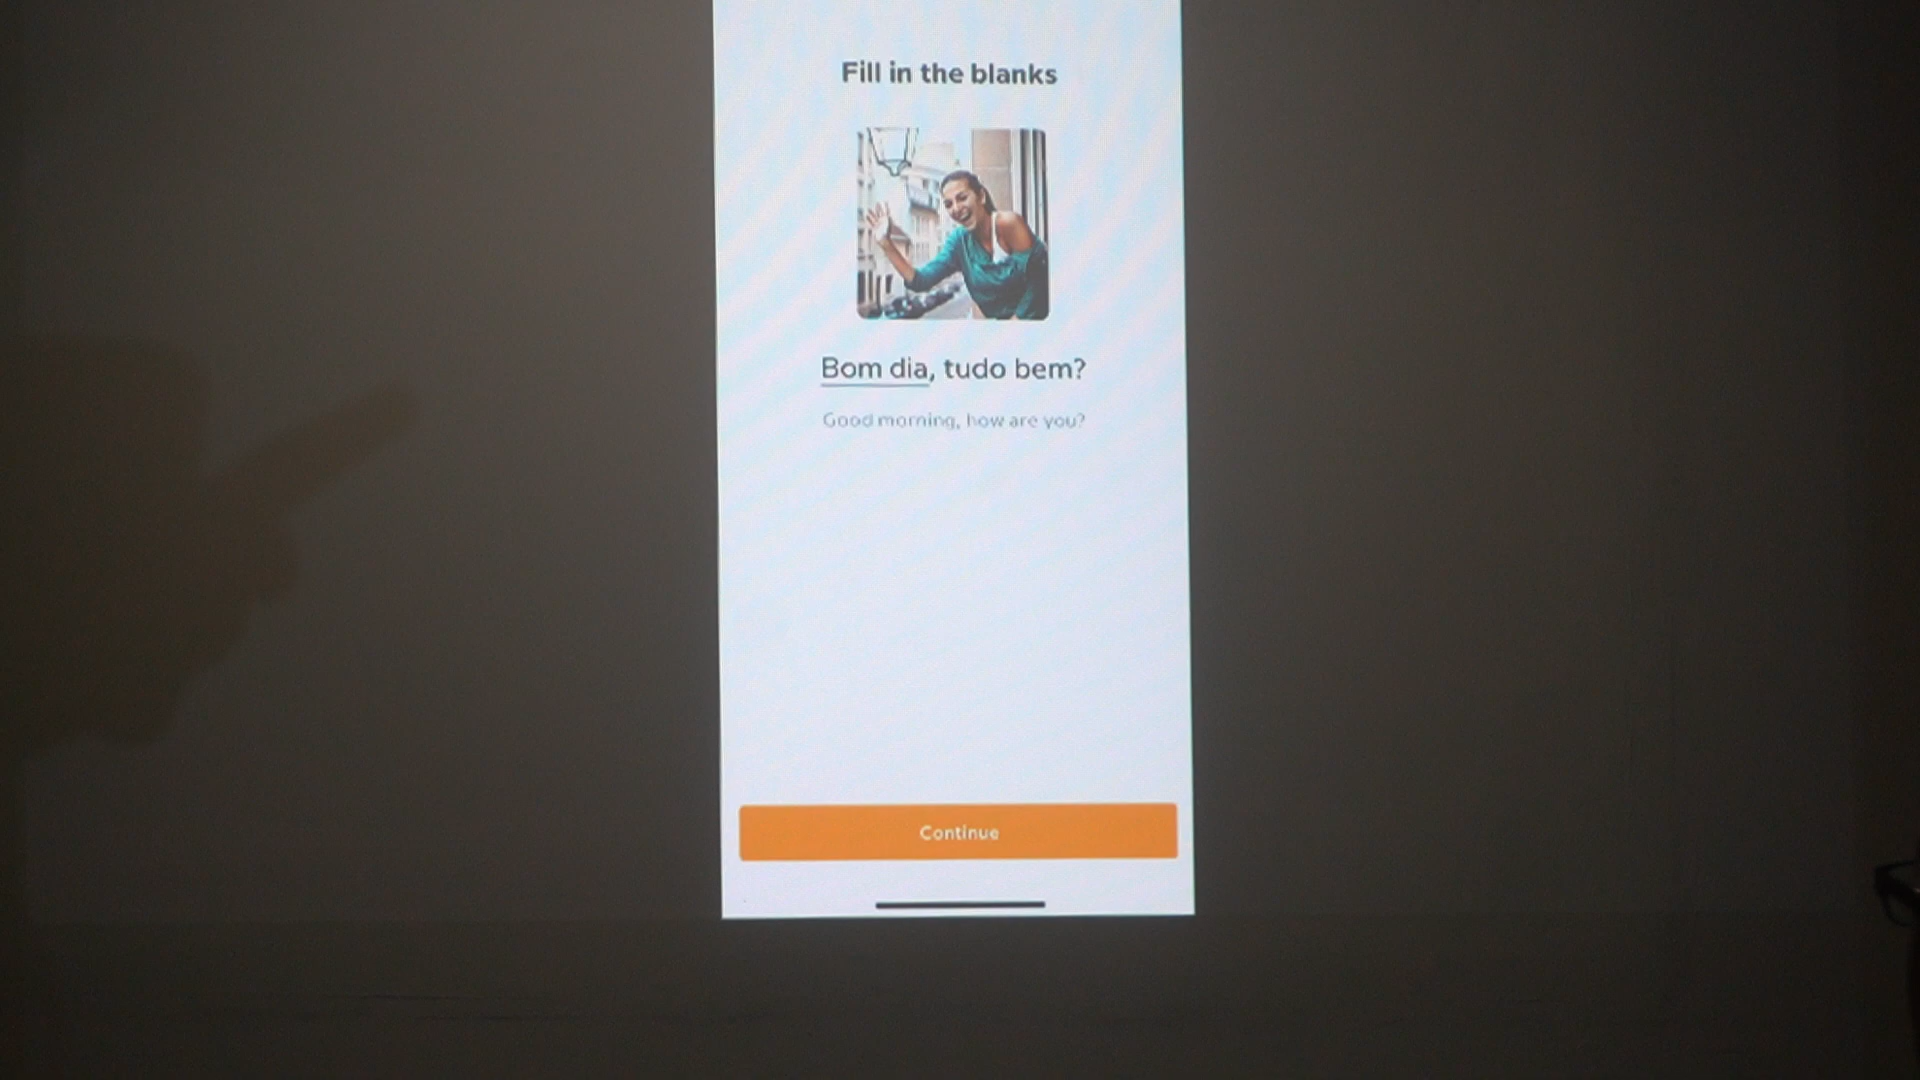 Fill in the blanks
Bom dia, tudo bem?
Good morning, how are you?
Continue